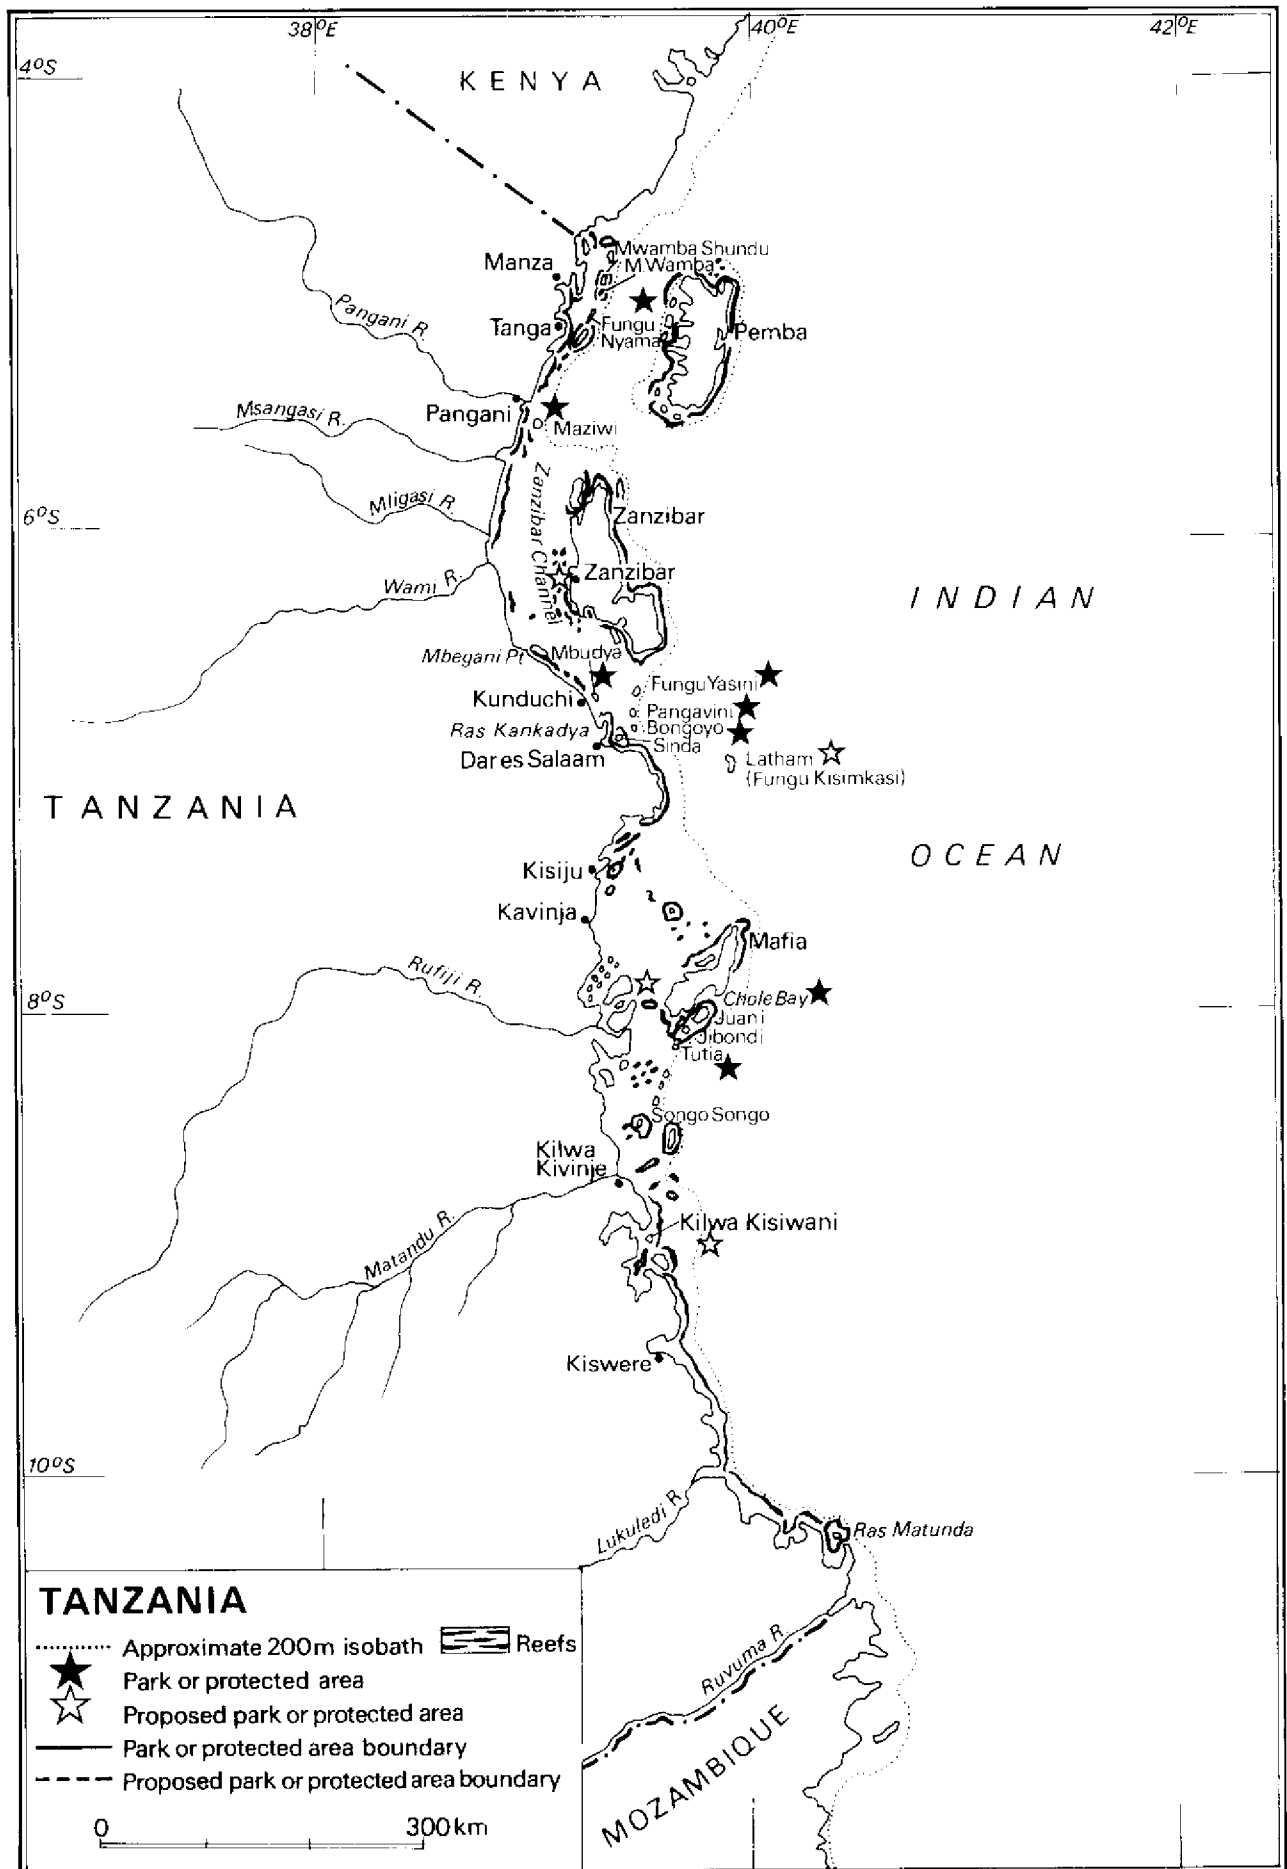 38°E
40°E
42°E
4°S
KENYA
Mwamba Shundu
Manza
M.Wamba
Pangani R.
Tanga
Fungu
Nyama
Pemba
Pangani
Msangasi R.
Maziwi
Mligasi R.
Zanzibar Channel
Zanzibar
6°S
Zanzibar
Wami R.
INDIAN
Mbegani Pt
Mbudya
Fungu Yasini
Kunduchi
Pangavini
Ras Kankadya
Bongoyo
Sinda
Dar es Salaam
Latham
(Fungu Kisimkasi)
TANZANIA
OCEAN
Kisiju
Kavinja
Mafia
Rufiji R.
Chole Bay
8°S
Juani
Jibondi
Tutia
Songo Songo
Kilwa
Kivinje
Kilwa Kisiwani
Matandu R.
Kiswere
10°S
Lukuledi R.
Ras Matunda
Ruvuma R.
MOZAMBIQUE
TANZANIA
Approximate 200m isobath
Reefs
Park or protected area
Proposed park or protected area
Park or protected area boundary
Proposed park or protected area boundary
0 300 km